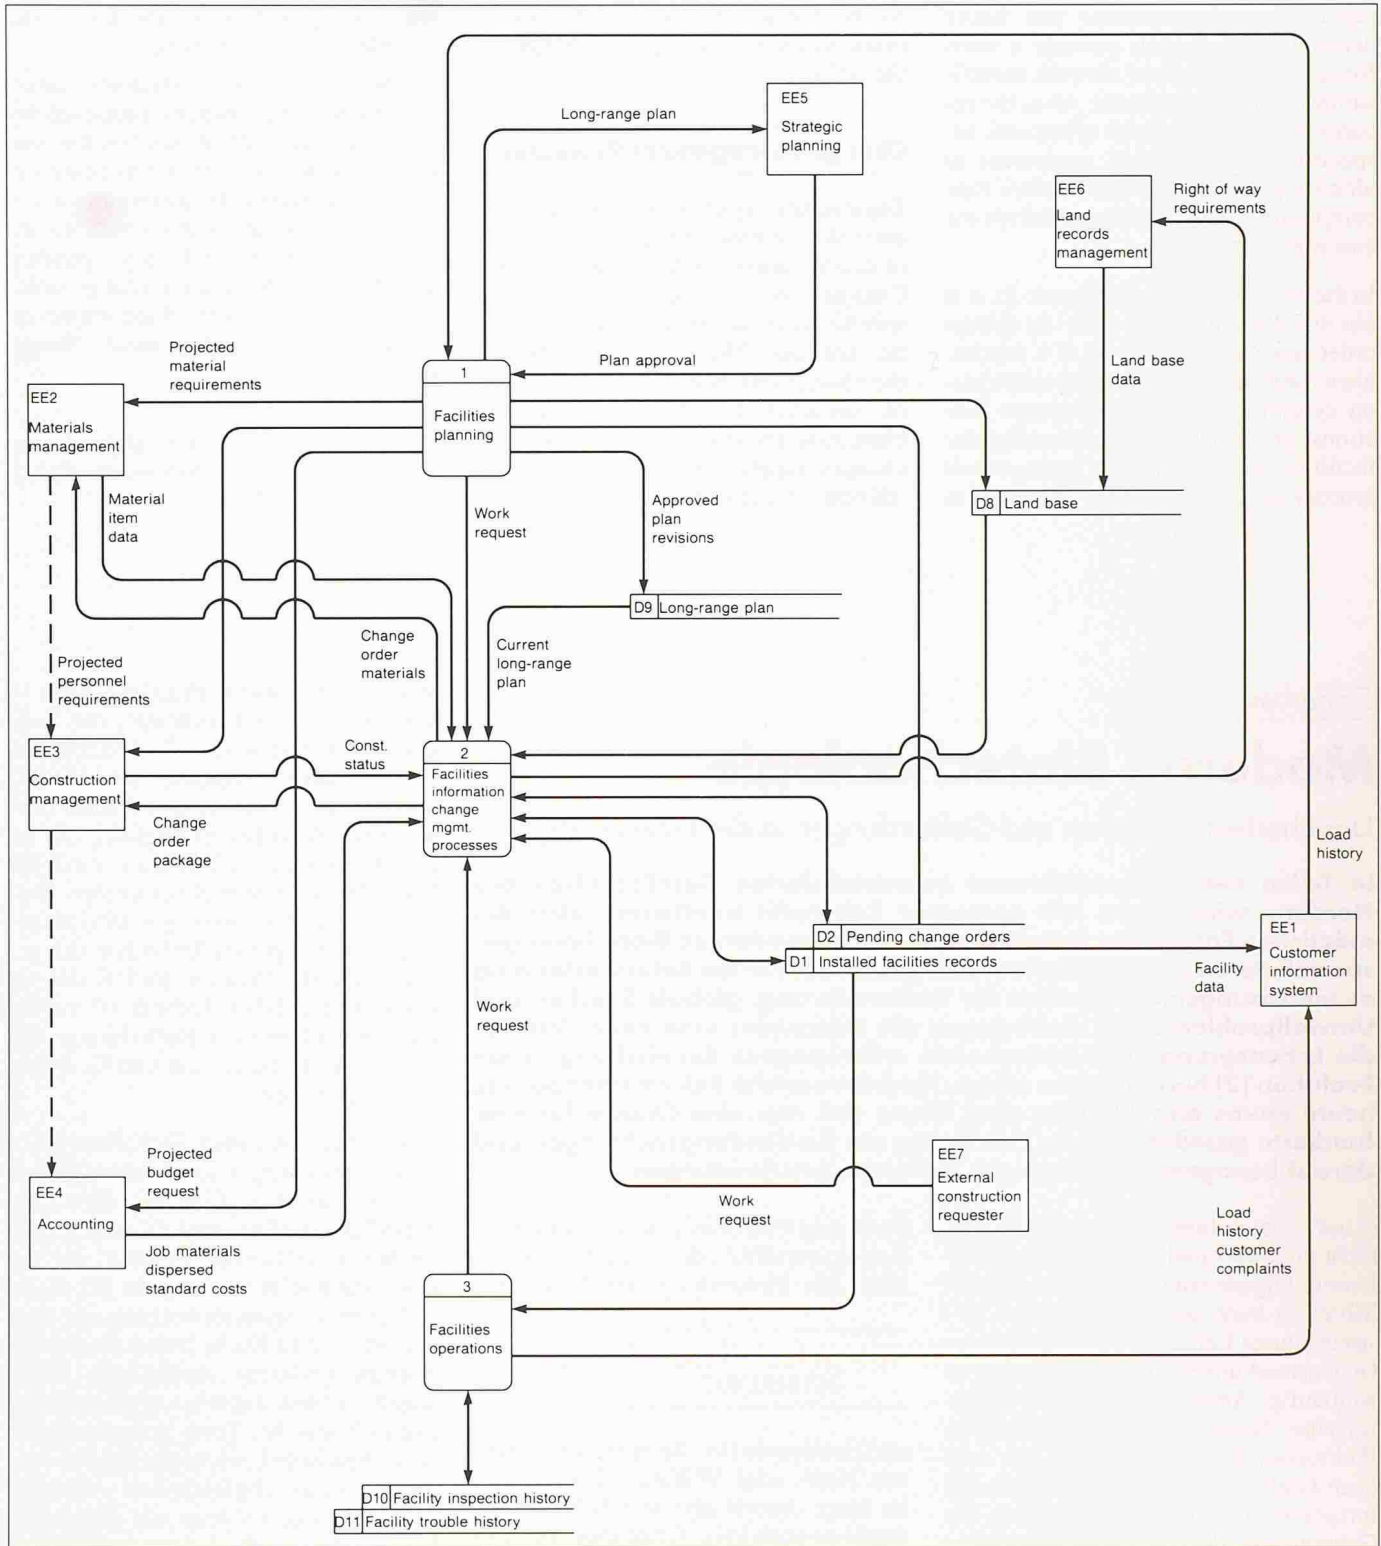 EE5
Strategic
planning
Long-range plan
EE6
Land
records
management
Right of way
requirements
Plan approval
Land base
data
Projected
material
requirements
1
Facilities
planning
EE2
Materials
management
Material
item
data
Work
request
Approved
plan
revisions
D8 Land base
D9 Long-range plan
Change
order
materials
Current
long-range
plan
Projected
personnel
requirements
EE3
Construction
management
Const.
status
2
Facilities
information
change
mgmt.
processes
Change
order
package
Load
history
D2 Pending change orders
D1 Installed facilities records
Facility
data
EE1
Customer
information
system
Work
request
EE7
External
construction
requester
Projected
budget
request
EE4
Accounting
Work
request
Job materials
dispersed
standard costs
Load
history
customer
complaints
3
Facilities
operations
D10 Facility inspection history
D11 Facility trouble history